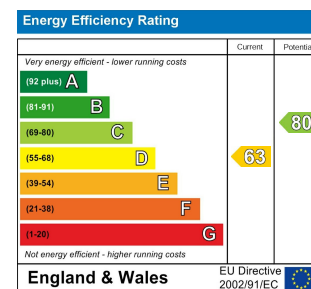 Energy Efficiency Rating
Current Potentia
Very energy efficient - lower running costs
(92 plus) A
(81-91) B
(69-80) C
80
(55-68) D
63
(39-54) E
(21-38) F
(1-20) G
Not energy efficient - higher running costs
England & Wales
EU Directive
2002/91/EC